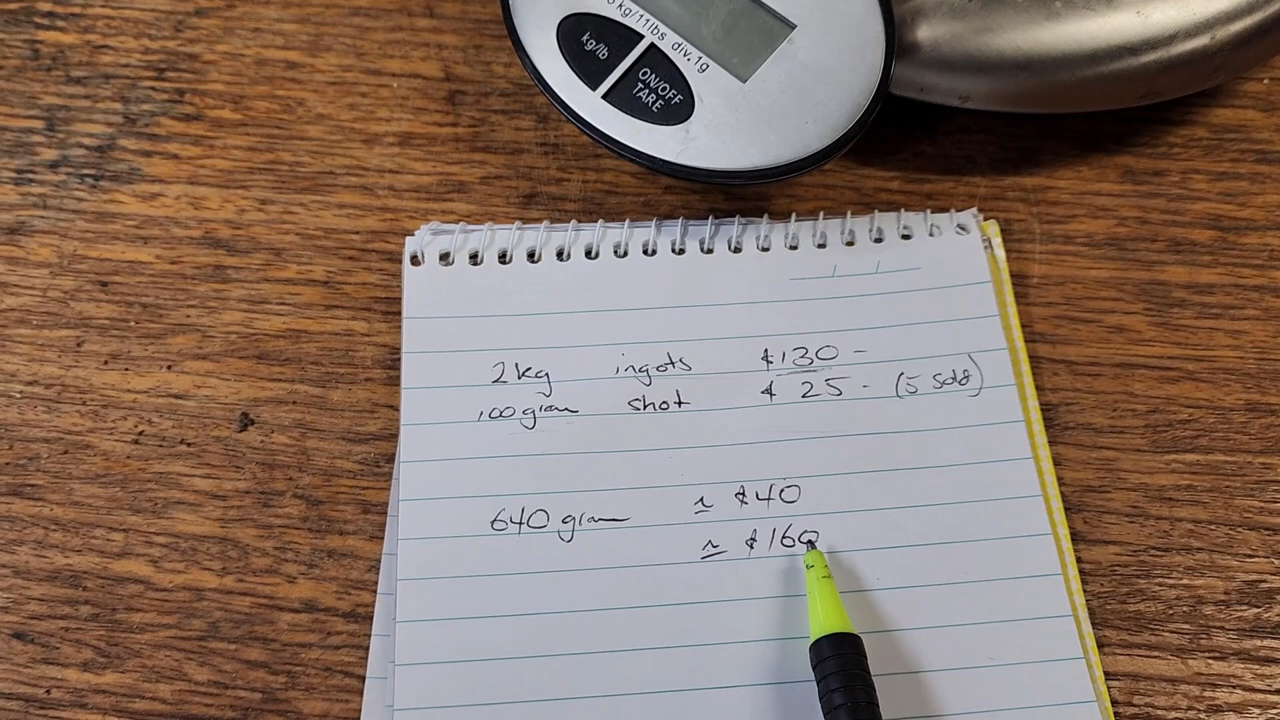 5kg/11lbs div.1g
kg/lb
ON/OFF
TARE
2kg ingots $130 -
100 gram shot $25 - (5 sold)
640 gram ≈ $40
≈ $160